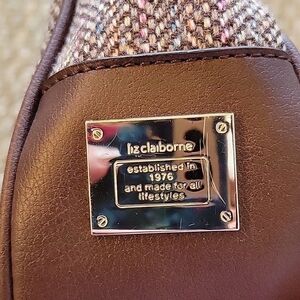 liz claiborne
established in
1976
and made for all
lifestyles